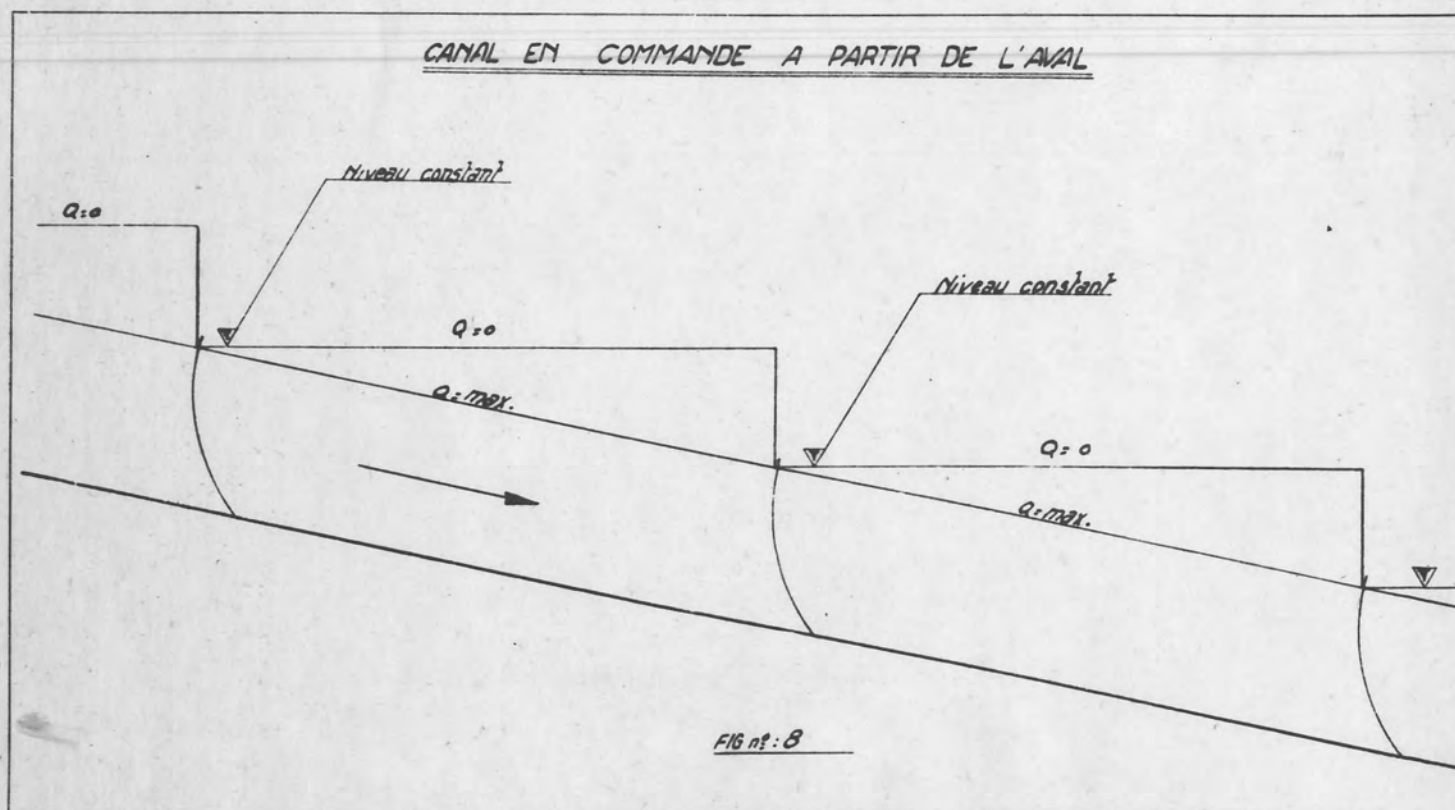 CANAL EN COMMANDE A PARTIR DE L'AVAL
Niveau constant
Q=0
Niveau constant
Q=0
Q=max.
Q=0
Q=max.
FIG nº: 8